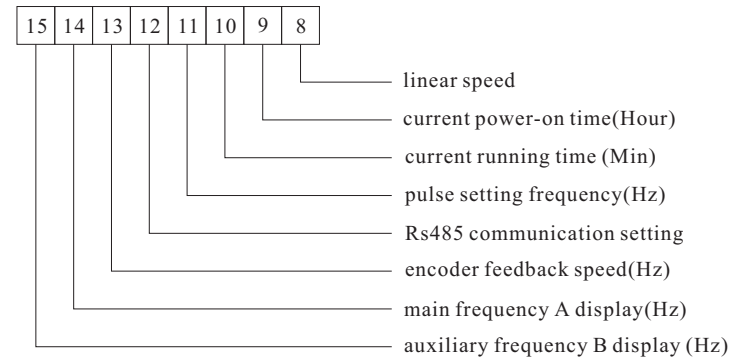 15 14 13 12 11 10 9 8
linear speed
current power-on time(Hour)
current running time (Min)
pulse setting frequency(Hz)
Rs485 communication setting
encoder feedback speed(Hz)
main frequency A display(Hz)
auxiliary frequency B display (Hz)